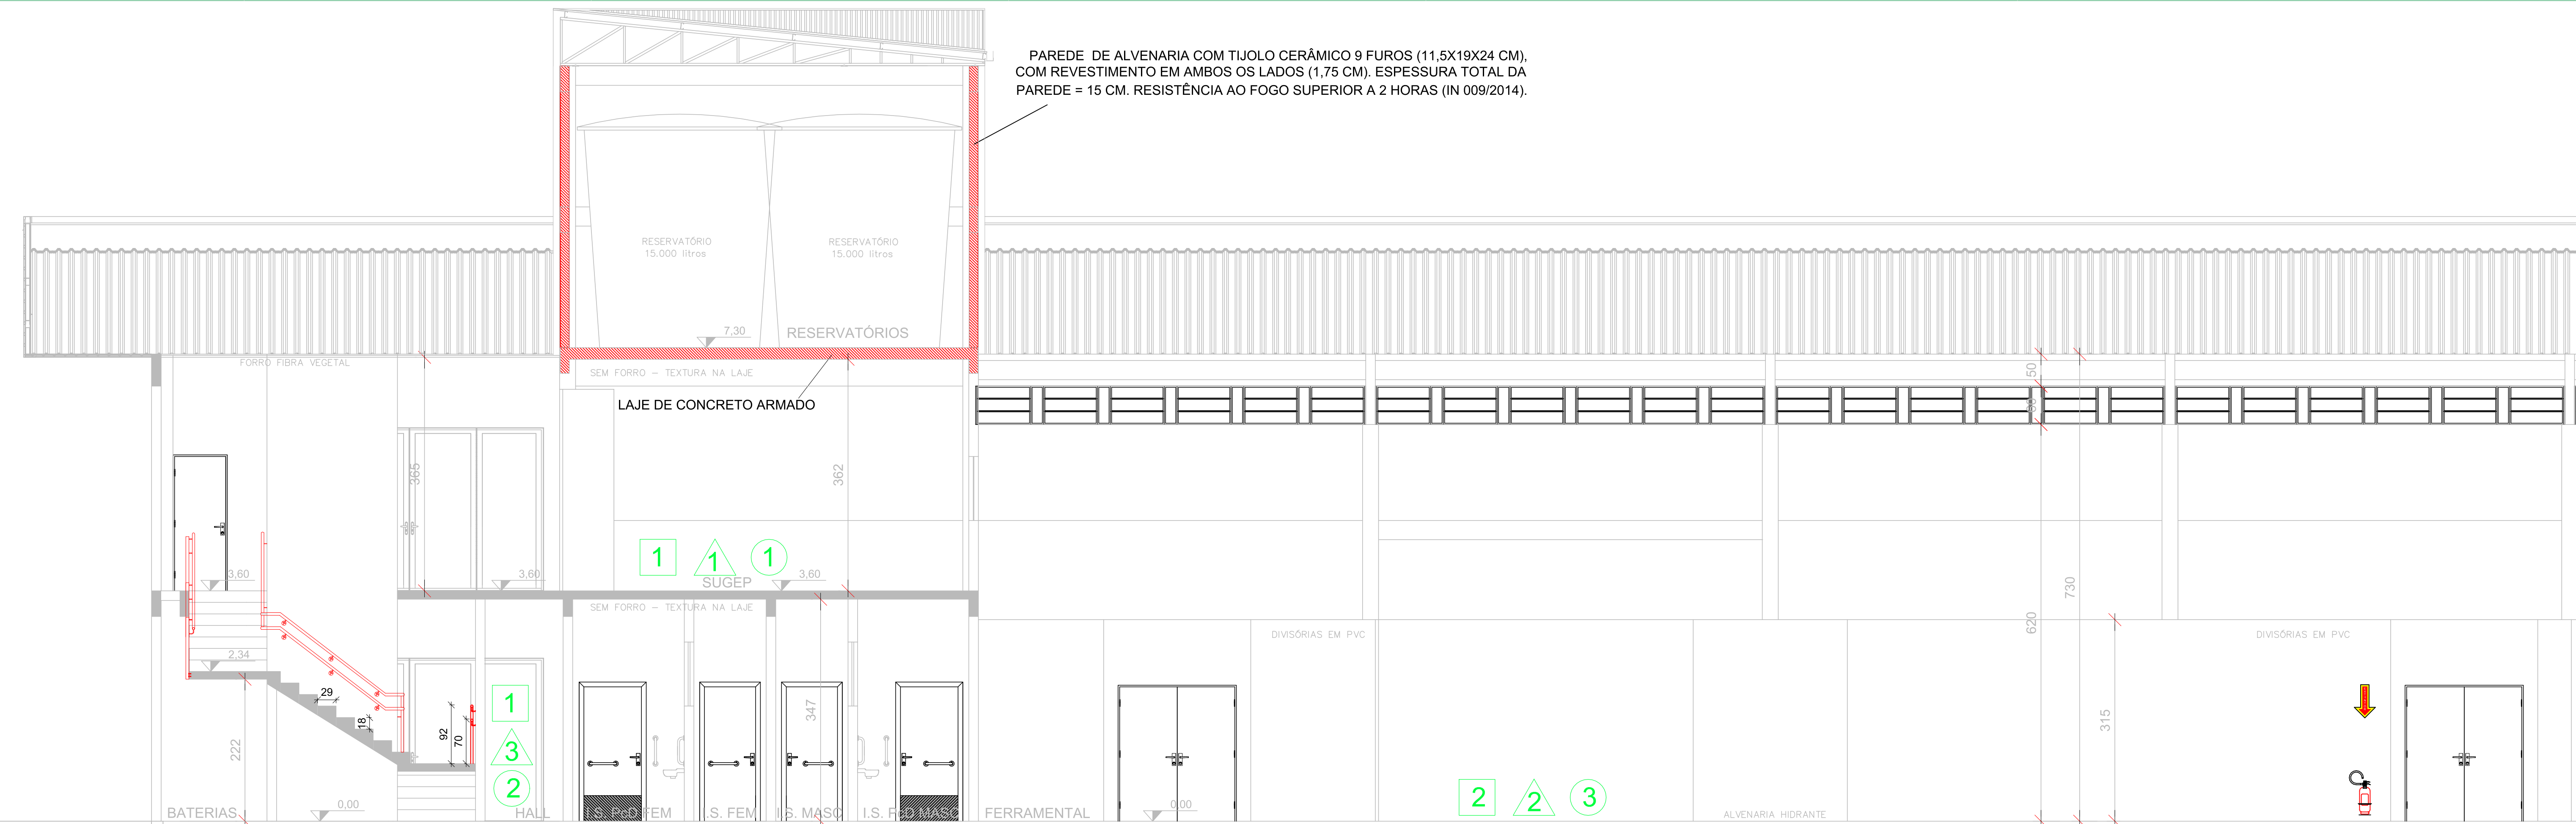 PAREDE DE ALVENARIA COM TIJOLO CERÂMICO 9 FUROS (11,5X19X24 CM),
COM REVESTIMENTO EM AMBOS OS LADOS (1,75 CM). ESPESSURA TOTAL DA
PAREDE = 15 CM. RESISTÊNCIA AO FOGO SUPERIOR A 2 HORAS (IN 009/2014).
RESERVATÓRIO
15.000 litros
RESERVATÓRIO
15.000 litros
7,30
RESERVATÓRIOS
FORRO FIBRA VEGETAL
SEM FORRO – TEXTURA NA LAJE
LAJE DE CONCRETO ARMADO
50
80
365
362
1
1
1
3,60
3,60
SUGEP
3,60
730
SEM FORRO – TEXTURA NA LAJE
620
DIVISÓRIAS EM PVC
DIVISÓRIAS EM PVC
2,34
29
18
92
70
222
347
315
1
3
2
2
2
3
BATERIAS
0,00
HALL
I.S. PcD FEM
I.S. FEM
I.S. MASC
I.S. PcD MASC
FERRAMENTAL
0,00
ALVENARIA HIDRANTE